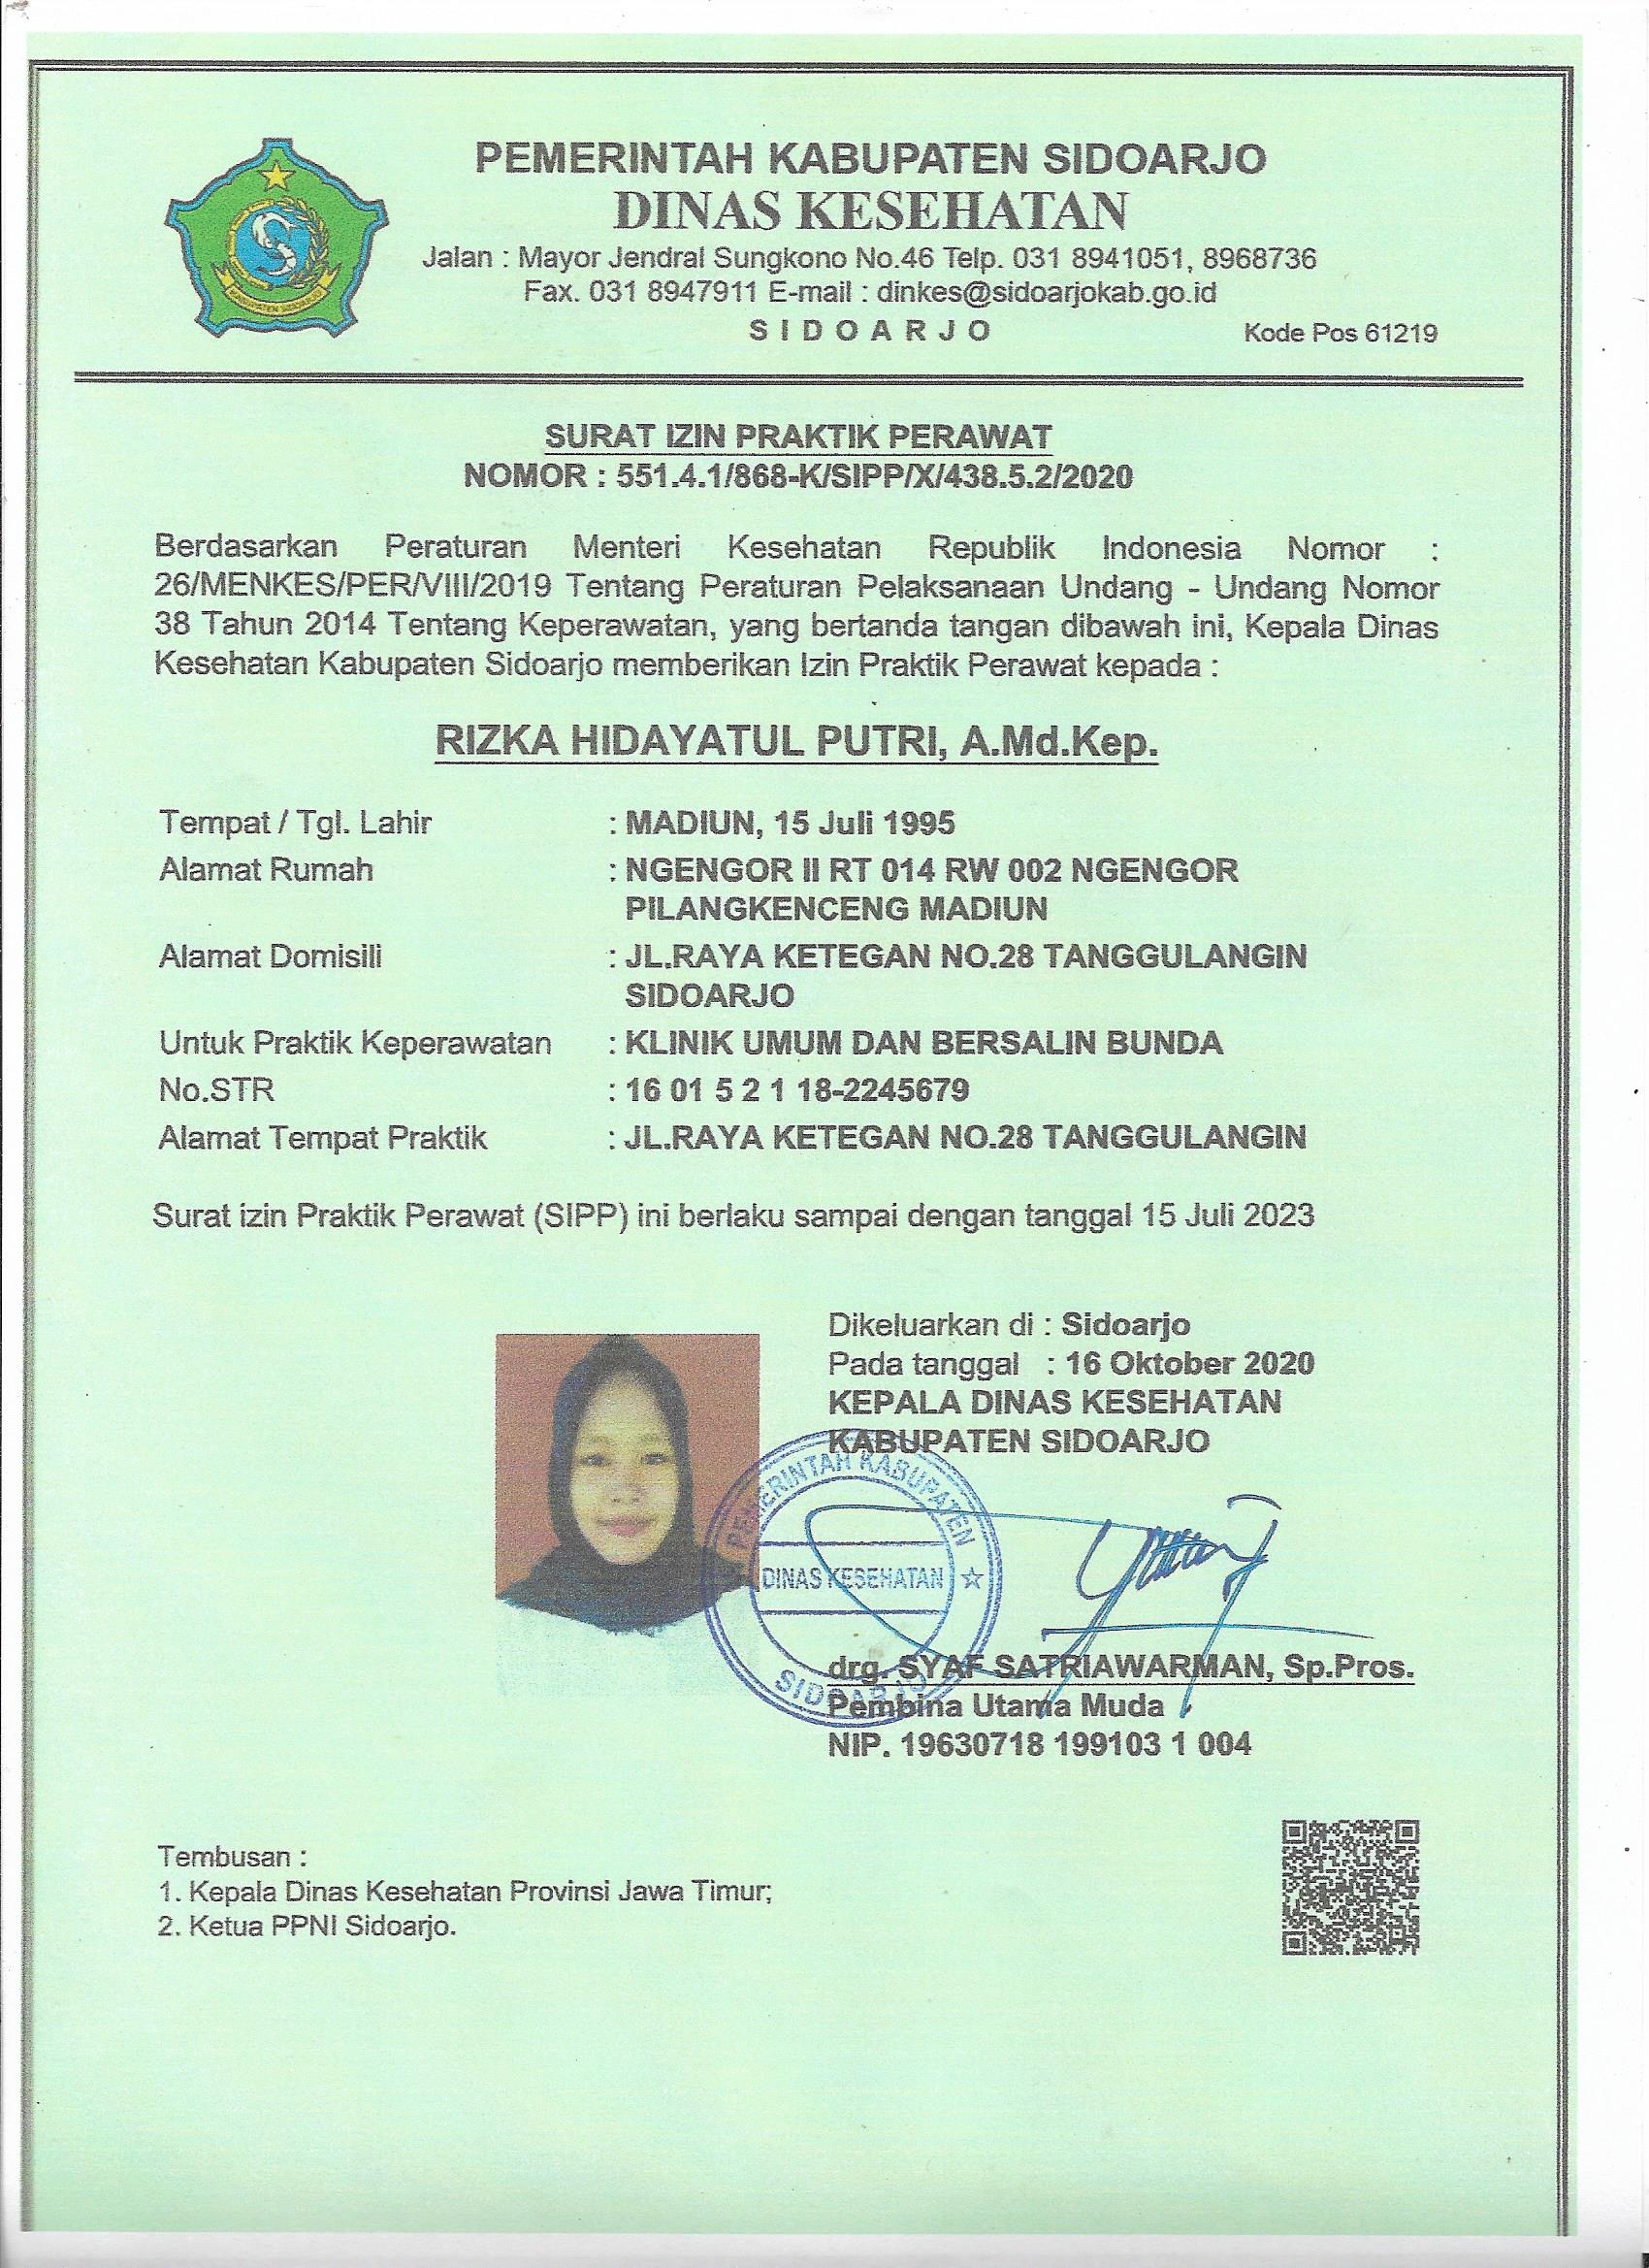 PEMERINTAH KABUPATEN SIDOARJO
DINAS KESEHATAN
Jalan : Mayor Jendral Sungkono No.46 Telp. 031 8941051, 8968736
Fax. 031 8947911 E-mail : dinkes@sidoarjokab.go.id
S I D O A R J O Kode Pos 61219
KABUPATEN SIDOARJO
SURAT IZIN PRAKTIK PERAWAT
NOMOR : 551.4.1/868-K/SIPP/X/438.5.2/2020
Berdasarkan Peraturan Menteri Kesehatan Republik Indonesia Nomor :
26/MENKES/PER/VIII/2019 Tentang Peraturan Pelaksanaan Undang - Undang Nomor
38 Tahun 2014 Tentang Keperawatan, yang bertanda tangan dibawah ini, Kepala Dinas
Kesehatan Kabupaten Sidoarjo memberikan Izin Praktik Perawat kepada :
RIZKA HIDAYATUL PUTRI, A.Md.Kep.
Tempat / Tgl. Lahir : MADIUN, 15 Juli 1995
Alamat Rumah : NGENGOR II RT 014 RW 002 NGENGOR
PILANGKENCENG MADIUN
Alamat Domisili : JL.RAYA KETEGAN NO.28 TANGGULANGIN
SIDOARJO
Untuk Praktik Keperawatan : KLINIK UMUM DAN BERSALIN BUNDA
No.STR : 16 01 5 2 1 18-2245679
Alamat Tempat Praktik : JL.RAYA KETEGAN NO.28 TANGGULANGIN
Surat izin Praktik Perawat (SIPP) ini berlaku sampai dengan tanggal 15 Juli 2023
Dikeluarkan di : Sidoarjo
Pada tanggal : 16 Oktober 2020
KEPALA DINAS KESEHATAN
KABUPATEN SIDOARJO
PEMERINTAH KABUPATEN
DINAS KESEHATAN
SIDOARJO
drg. SYAF SATRIAWARMAN, Sp.Pros.
Pembina Utama Muda
NIP. 19630718 199103 1 004
Tembusan :
1. Kepala Dinas Kesehatan Provinsi Jawa Timur;
2. Ketua PPNI Sidoarjo.